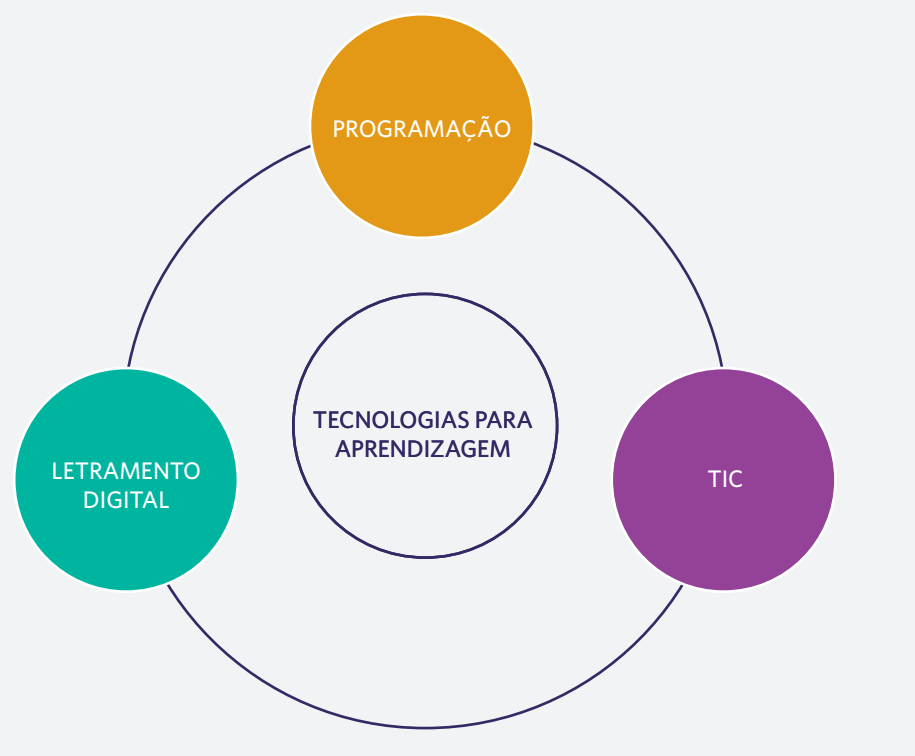 PROGRAMAÇÃO
TECNOLOGIAS PARA
APRENDIZAGEM
LETRAMENTO
DIGITAL
TIC